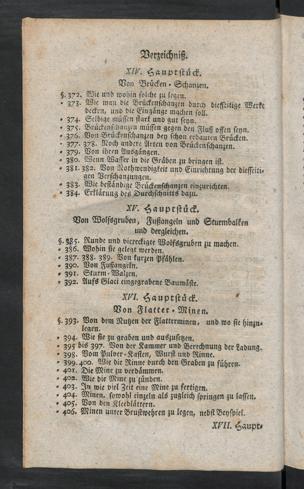 Verzeichniß.
XIV. Hauptstück.
Von Brücken-Schanzen.
§. 372. Wie und wohin solche zu legen.
• 373. Wie man die Brückenschanzen durch diesseitige Werke
decken, und die Eingänge machen soll.
• 374. Selbige müssen stark und gut seyn.
• 375. Brückenschanzen müssen gegen den Fluß offen seyn.
• 376. Von Brückenschanzen bey schon erbauten Brücken.
• 377. 378. Noch andere Arten von Brückenschanzen.
• 379. Von ihren Ausgängen.
• 380. Wenn Wasser in die Gräben zu bringen ist.
• 381. 382. Von Nothwendigkeit und Einrichtung der diesseiti-
gen Verschanzungen.
• 383. Wie beständige Brückenschanzen einzurichten.
• 384. Erklärung des Durchschnitts dazu.
XV. Hauptstück.
Von Wolfsgruben, Fußangeln und Sturmbalken
und dergleichen.
§. 385. Runde und viereckigte Wolfsgruben zu machen.
• 386. Wohin sie gelegt werden.
• 387. 388. 389. Von kurzen Pfählen.
• 390. Von Fußangeln.
• 391. Sturm-Walzen.
• 392. Aufs Glaci eingegrabene Baumäste.
XVI. Hauptstück.
Von Flatter-Minen.
§. 393. Von dem Nutzen der Flatterminen, und wo sie hinzu-
legen.
• 394. Wie sie zu graben und auszusetzen.
• 395 bis 397. Von der Kammer und Berechnung der Ladung.
• 398. Vom Pulver-Kasten, Wurst und Rinne.
• 399. 400. Wie die Minne durch den Graben zu führen.
• 401. Die Mine zu verdämmen.
• 402. Wie die Mine zu zünden.
• 403. In wie viel Zeit eine Mine zu fertigen.
• 404. Minen, sowohl einzeln als zugleich springen zu lassen.
• 405. Von den Kleeblättern.
• 406. Minen unter Brustwehren zu legen, nebst Beyspiel.
XVII. Haupt-